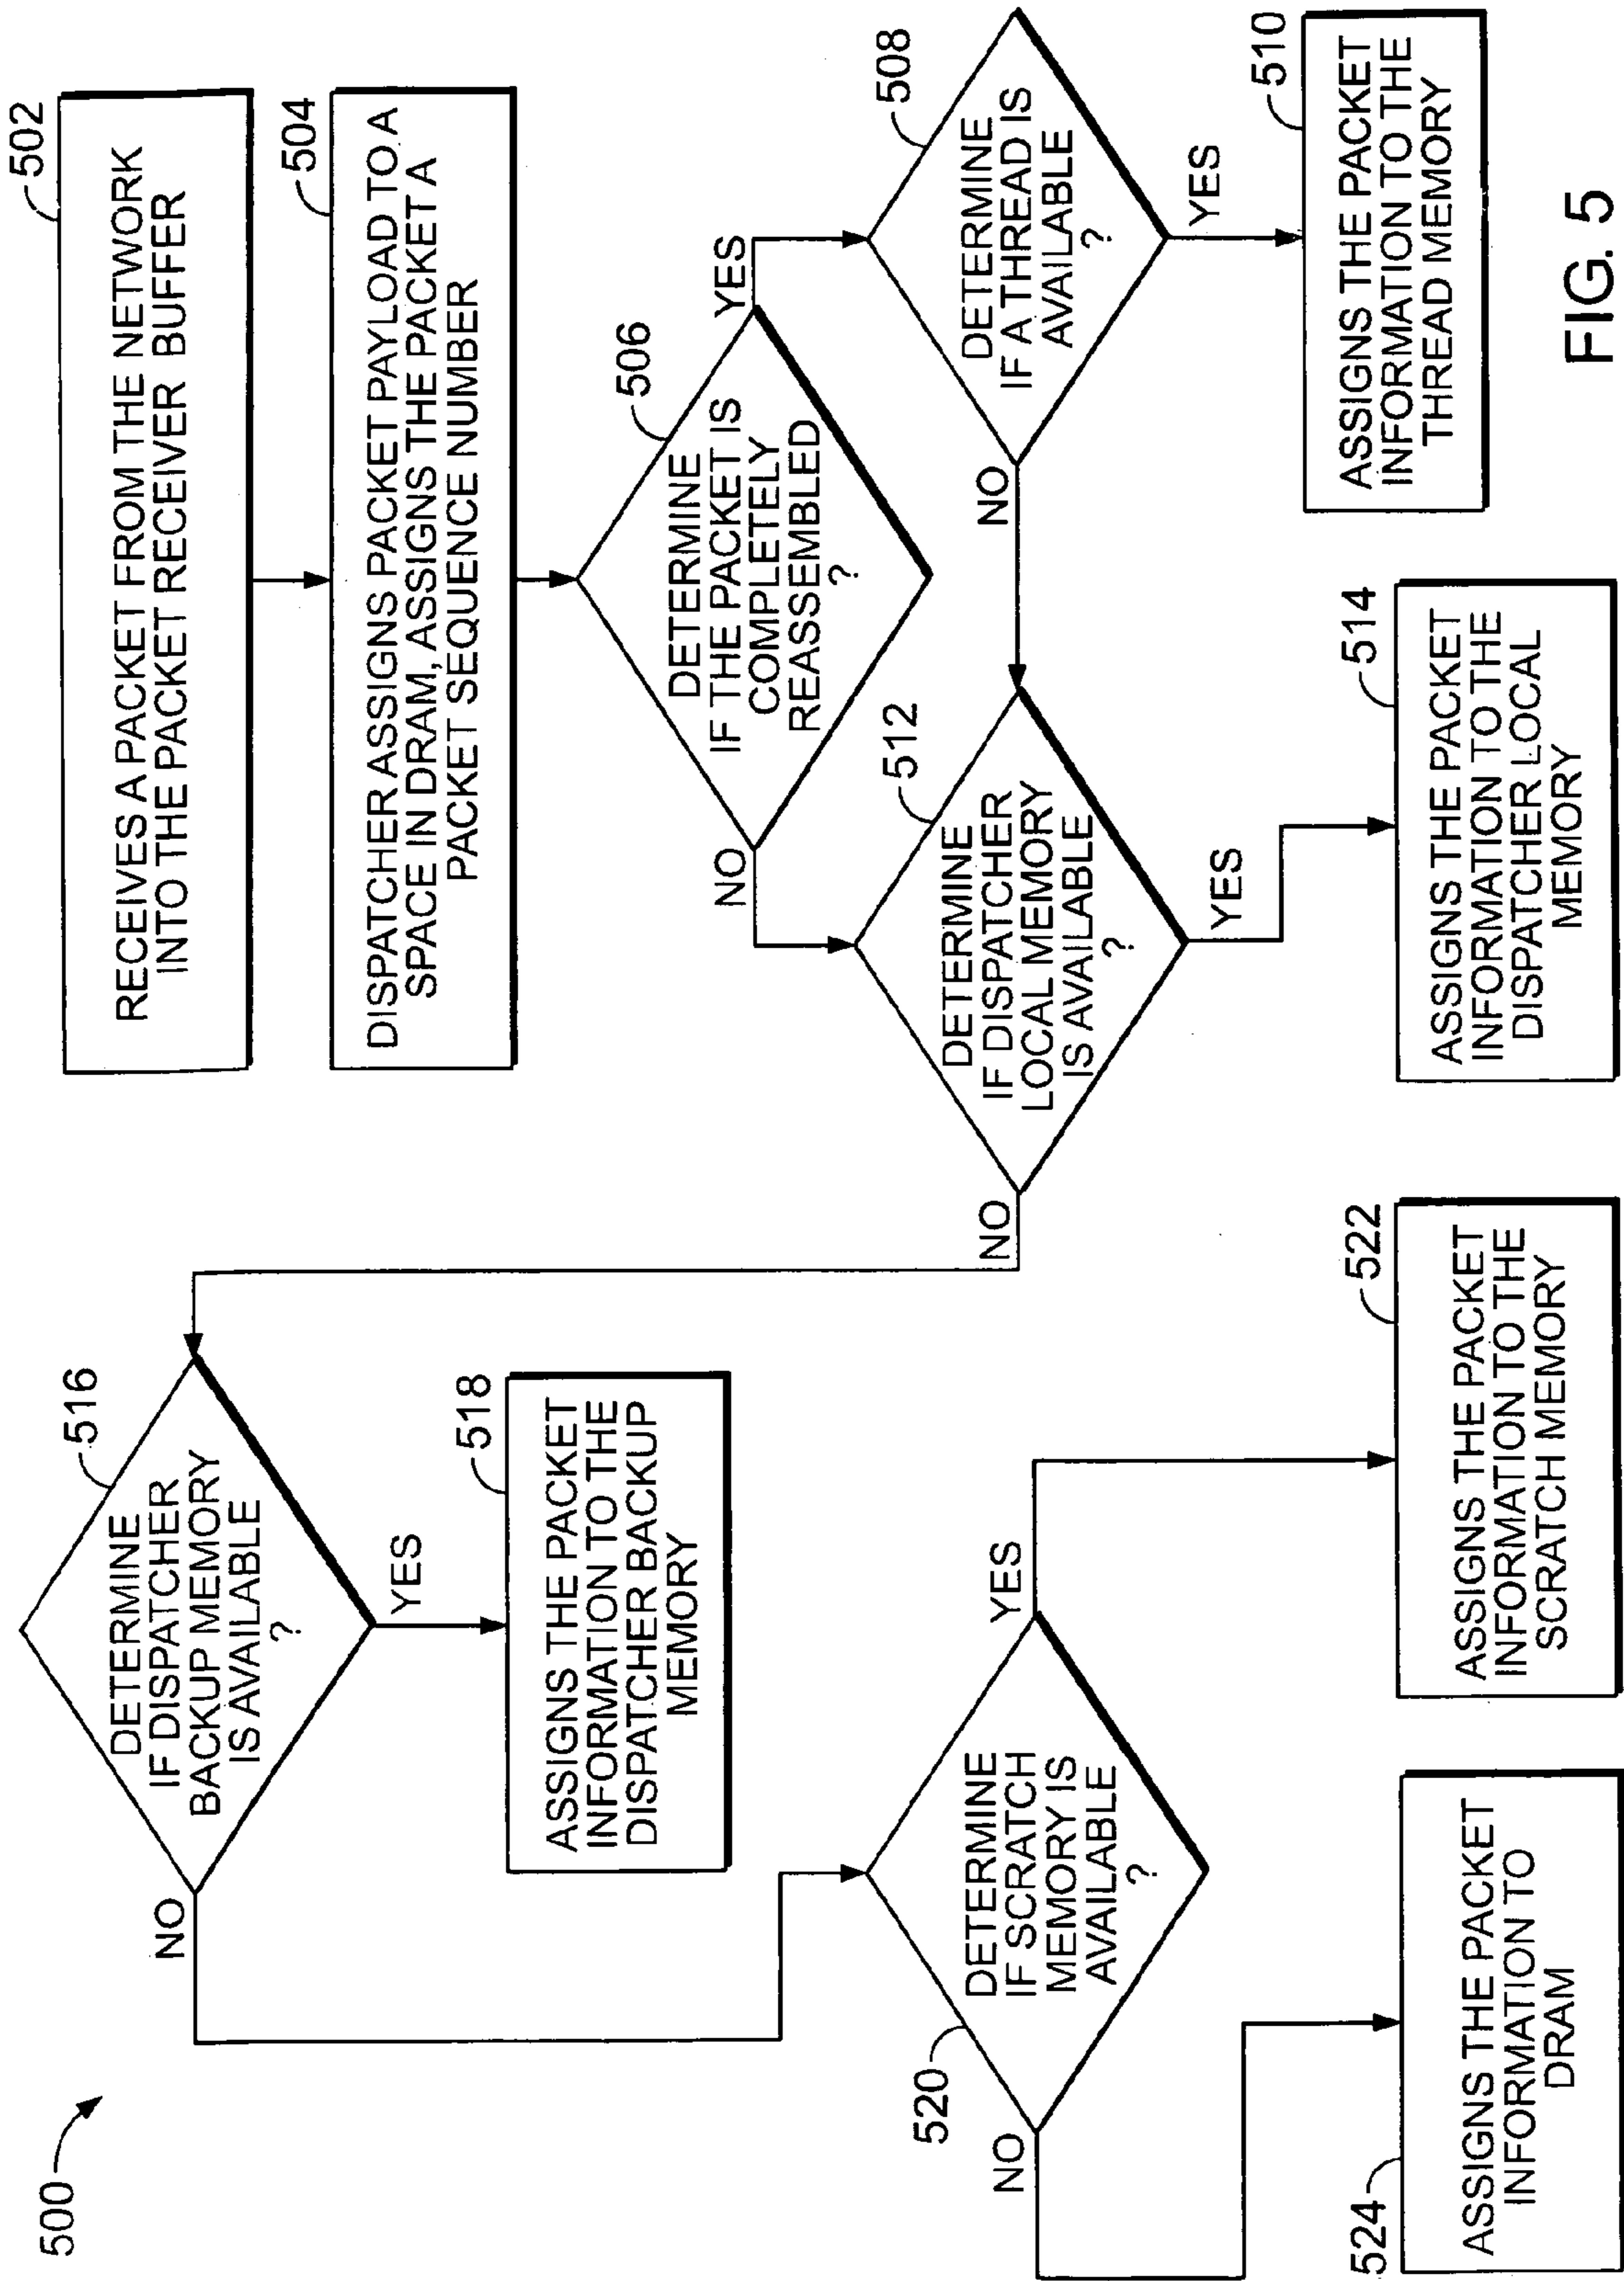 500
502
RECEIVES A PACKET FROM THE NETWORK
INTO THE PACKET RECEIVER BUFFER
504
DISPATCHER ASSIGNS PACKET PAYLOAD TO A
SPACE IN DRAM, ASSIGNS THE PACKET A
PACKET SEQUENCE NUMBER
506
DETERMINE
IF THE PACKET IS
COMPLETELY
REASSEMBLED
?
NO
YES
508
DETERMINE
IF A THREAD IS
AVAILABLE
?
NO
YES
510
ASSIGNS THE PACKET
INFORMATION TO THE
THREAD MEMORY
512
DETERMINE
IF DISPATCHER
LOCAL MEMORY
IS AVAILABLE
?
NO
YES
514
ASSIGNS THE PACKET
INFORMATION TO THE
DISPATCHER LOCAL
MEMORY
516
DETERMINE
IF DISPATCHER
BACKUP MEMORY
IS AVAILABLE
?
NO
YES
518
ASSIGNS THE PACKET
INFORMATION TO THE
DISPATCHER BACKUP
MEMORY
520
DETERMINE
IF SCRATCH
MEMORY IS
AVAILABLE
?
NO
YES
522
ASSIGNS THE PACKET
INFORMATION TO THE
SCRATCH MEMORY
524
ASSIGNS THE PACKET
INFORMATION TO
DRAM
FIG. 5